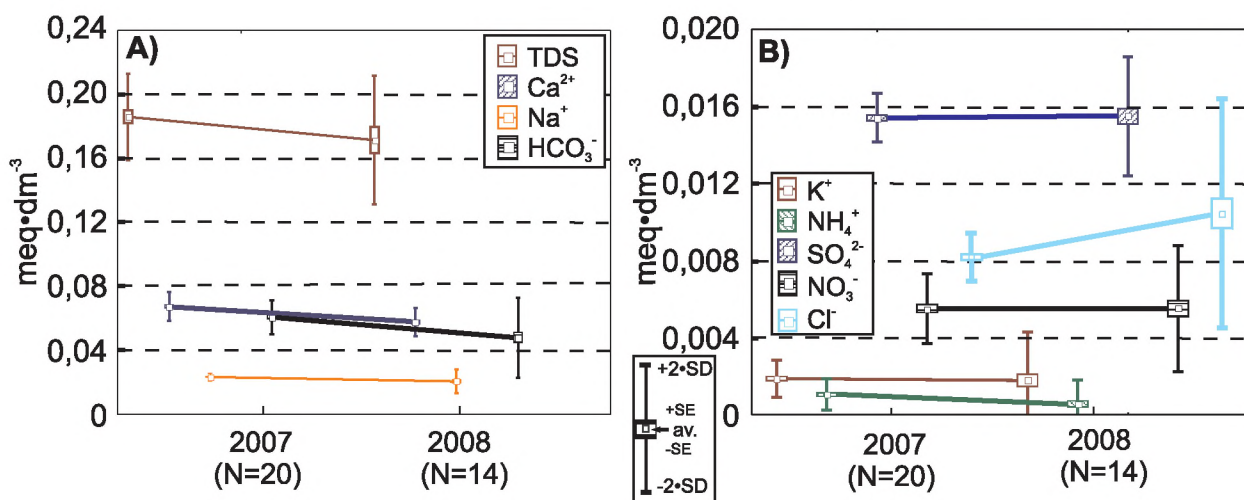 A)
meq•dm⁻³
0,24
0,20
0,16
0,12
0,08
0,04
0
TDS
Ca²⁺
Na⁺
HCO₃⁻
2007
(N=20)
2008
(N=14)
B)
meq•dm⁻³
0,020
0,016
0,012
0,008
0,004
0,000
K⁺
NH₄⁺
SO₄²⁻
NO₃⁻
Cl⁻
2007
(N=20)
2008
(N=14)
+2•SD
+SE
av.
-SE
-2•SD